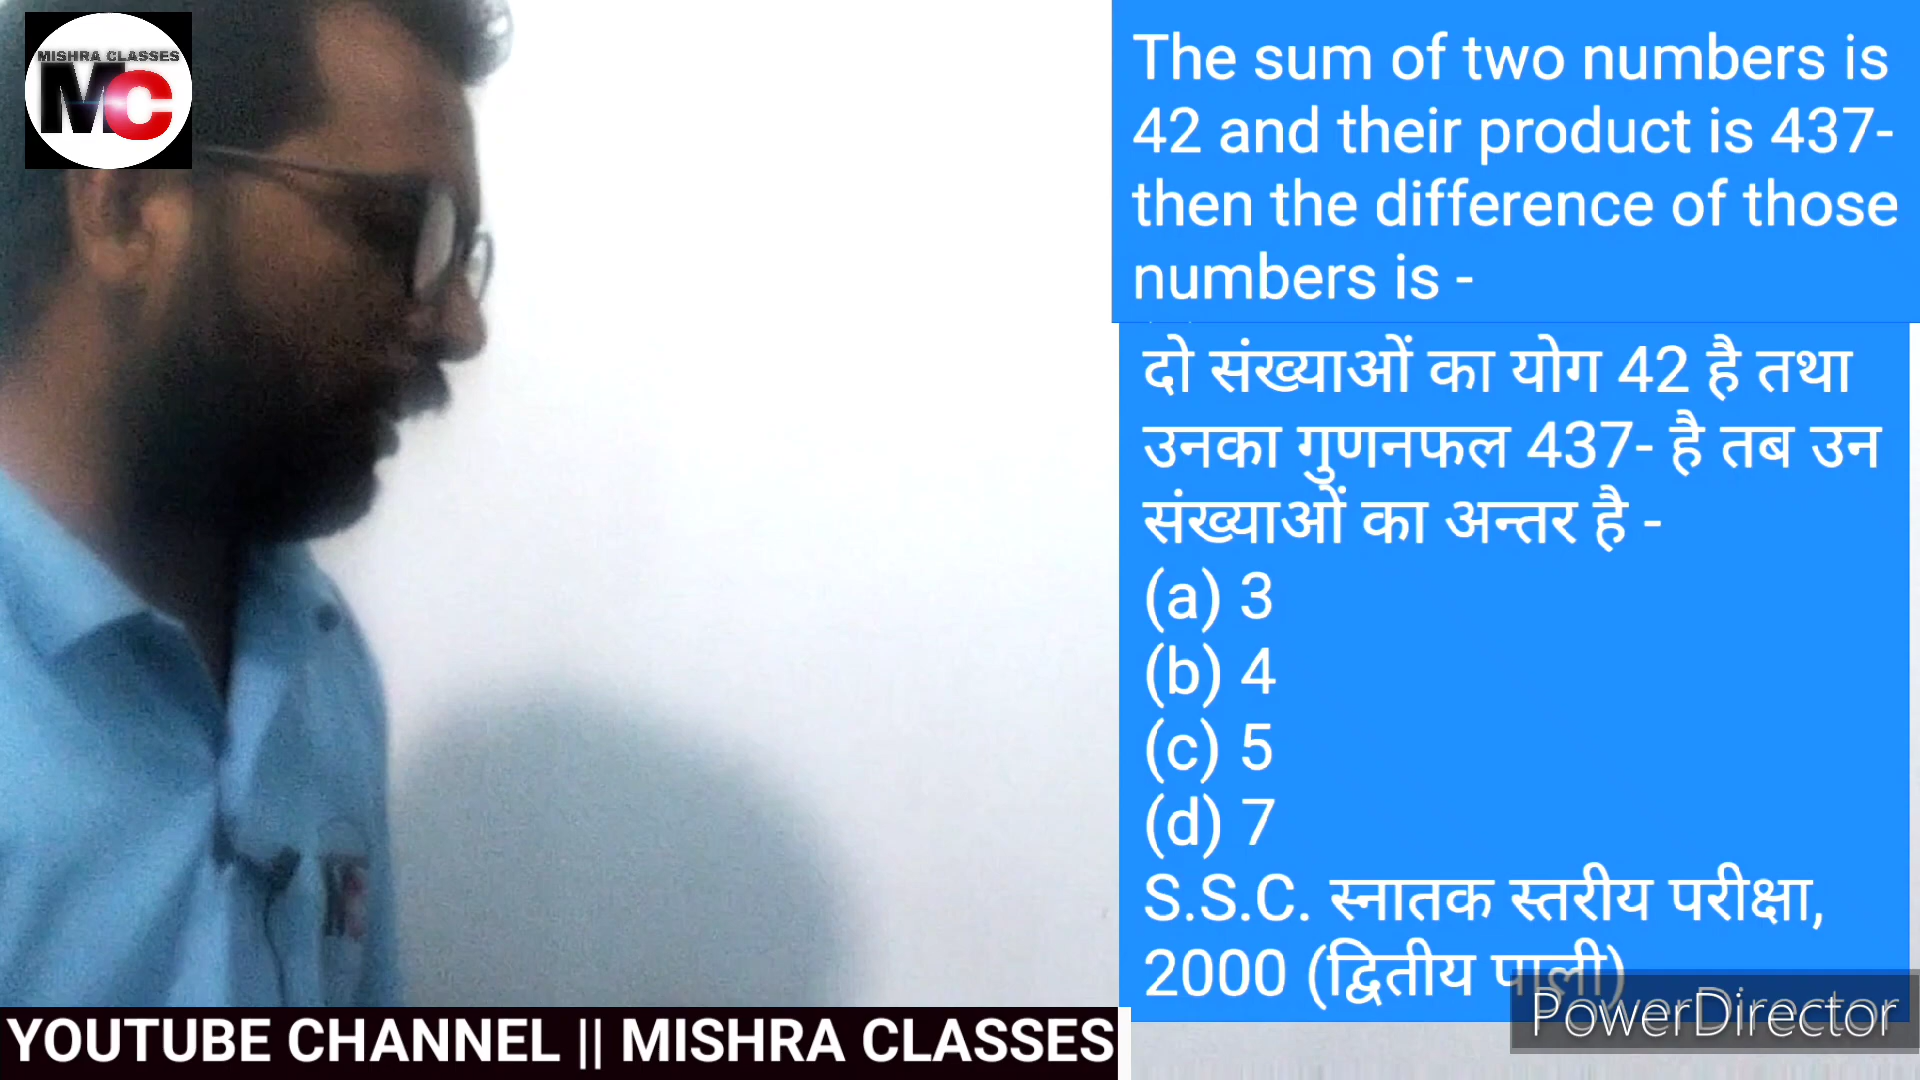 MISHRA CLASSES
MC
The sum of two numbers is
42 and their product is 437-
then the difference of those
numbers is -
दो संख्याओं का योग 42 है तथा
उनका गुणनफल 437- है तब उन
संख्याओं का अन्तर है -
(a) 3
(b) 4
(c) 5
(d) 7
S.S.C. स्नातक स्तरीय परीक्षा,
2000 (द्वितीय पाली)
PowerDirector
YOUTUBE CHANNEL || MISHRA CLASSES